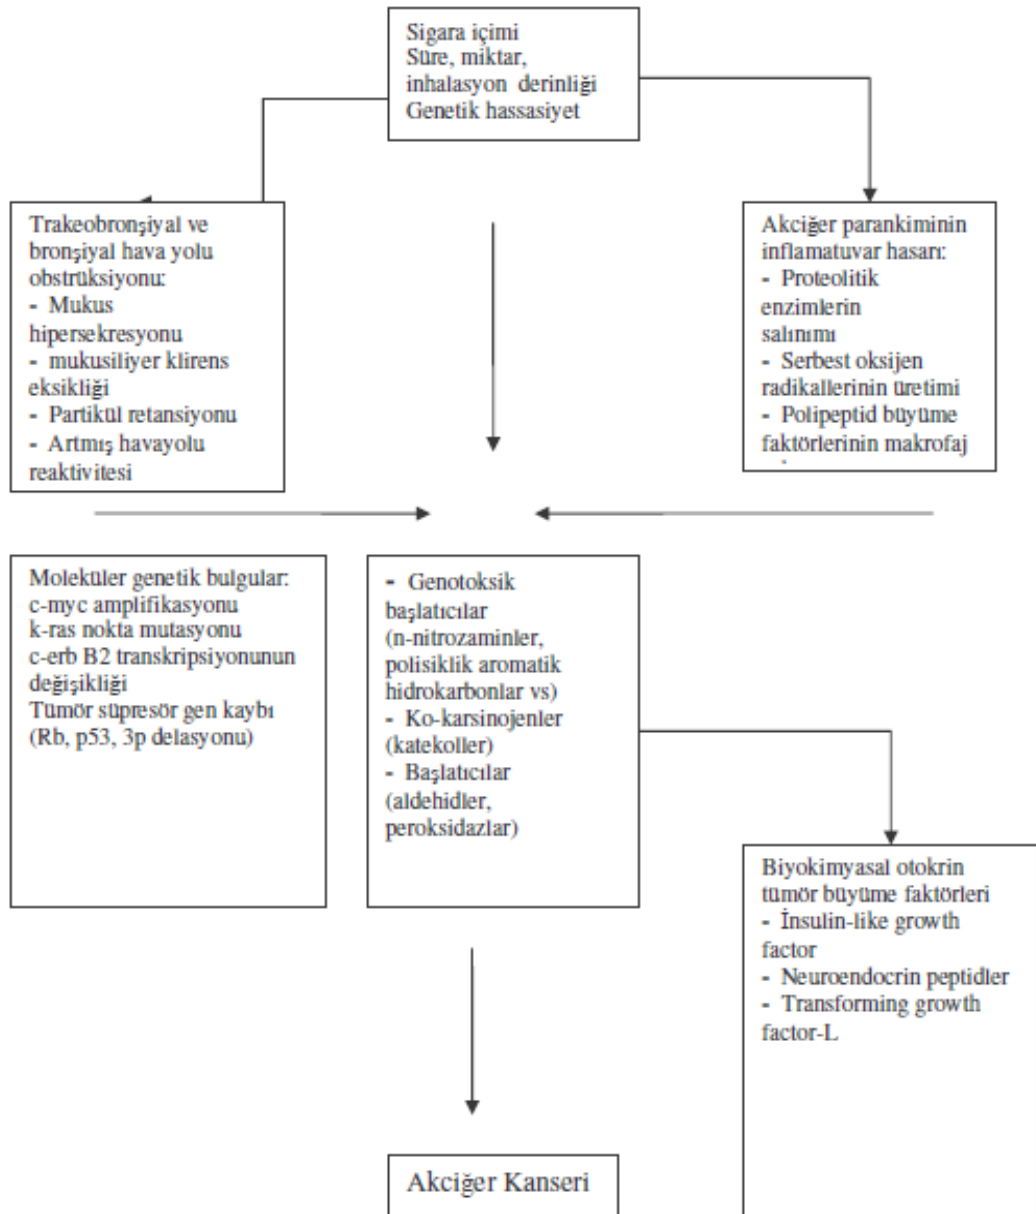 Sigara içimi
Süre, miktar,
inhalasyon derinliği
Genetik hassasiyet
Trakeobronşiyal ve
bronşiyal hava yolu
obstrüksiyonu:
- Mukus
hipersekresyonu
- mukusiliyer klirens
eksikliği
- Partikül retansiyonu
- Artmış havayolu
reaktivitesi
Akciğer parankiminin
inflamatuvar hasarı:
- Proteolitik
enzimlerin
salınımı
- Serbest oksijen
radikallerinin üretimi
- Polipeptid büyüme
faktörlerinin makrofaj
Moleküler genetik bulgular:
c-myc amplifikasyonu
k-ras nokta mutasyonu
c-erb B2 transkripsiyonunun
değişikliği
Tümör süpresör gen kaybı
(Rb, p53, 3p delasyonu)
- Genotoksik
başlatıcılar
(n-nitrozaminler,
polisiklik aromatik
hidrokarbonlar vs)
- Ko-karsinojenler
(katekoller)
- Başlatıcılar
(aldehidler,
peroksidazlar)
Biyokimyasal otokrin
tümör büyüme faktörleri
- İnsulin-like growth
factor
- Neuroendocrin peptidler
- Transforming growth
factor-L
Akciğer Kanseri